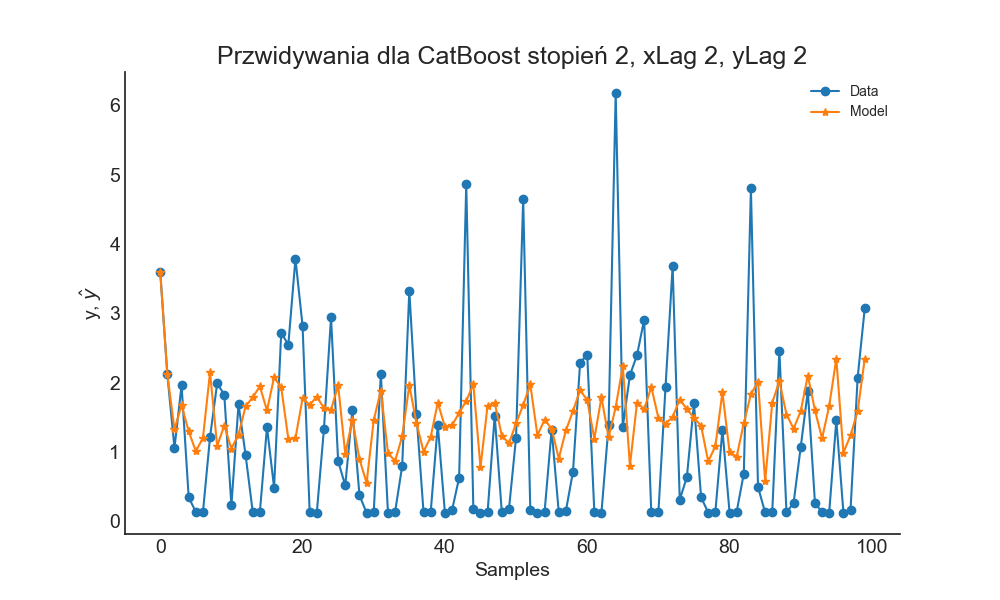 Przwidywania dla CatBoost stopień 2, xLag 2, yLag 2
Data
Model
6
5
4
3
2
1
0
y, ŷ
0 20 40 60 80 100
Samples